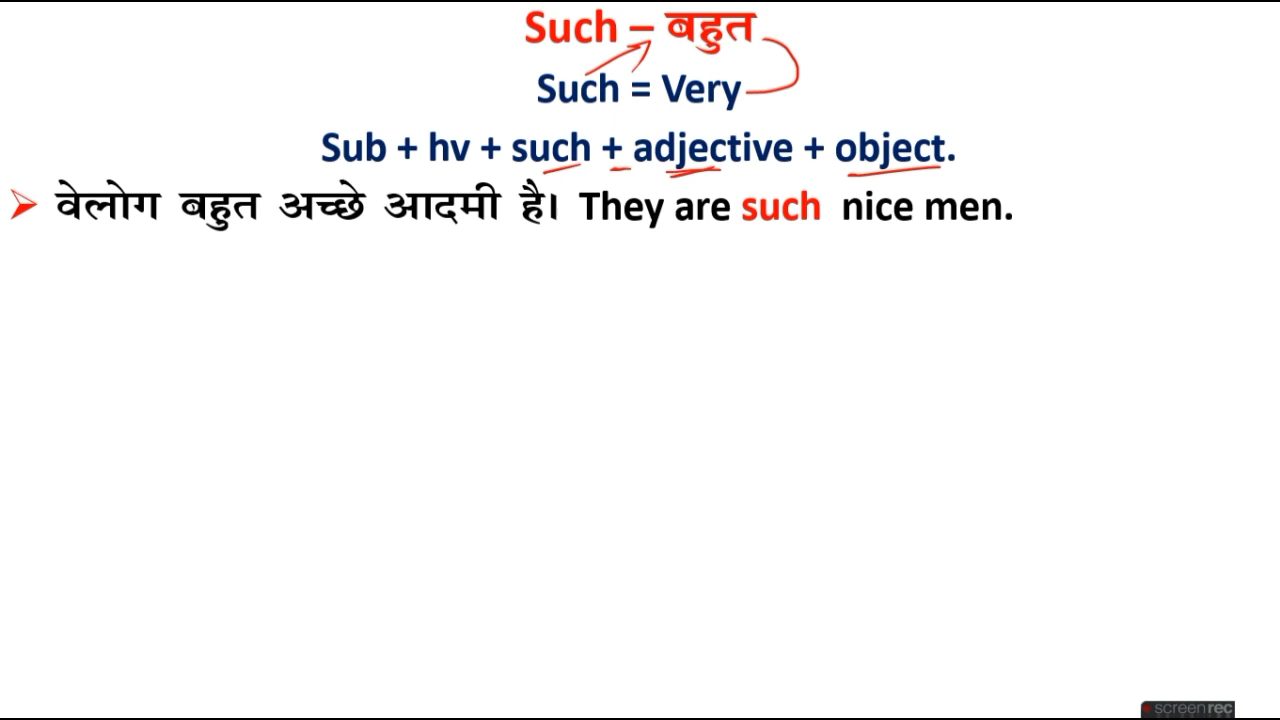 Such – बहुत
Such = Very
Sub + hv + such + adjective + object.
वेलोग बहुत अच्छे आदमी है। They are such nice men.
screenrec